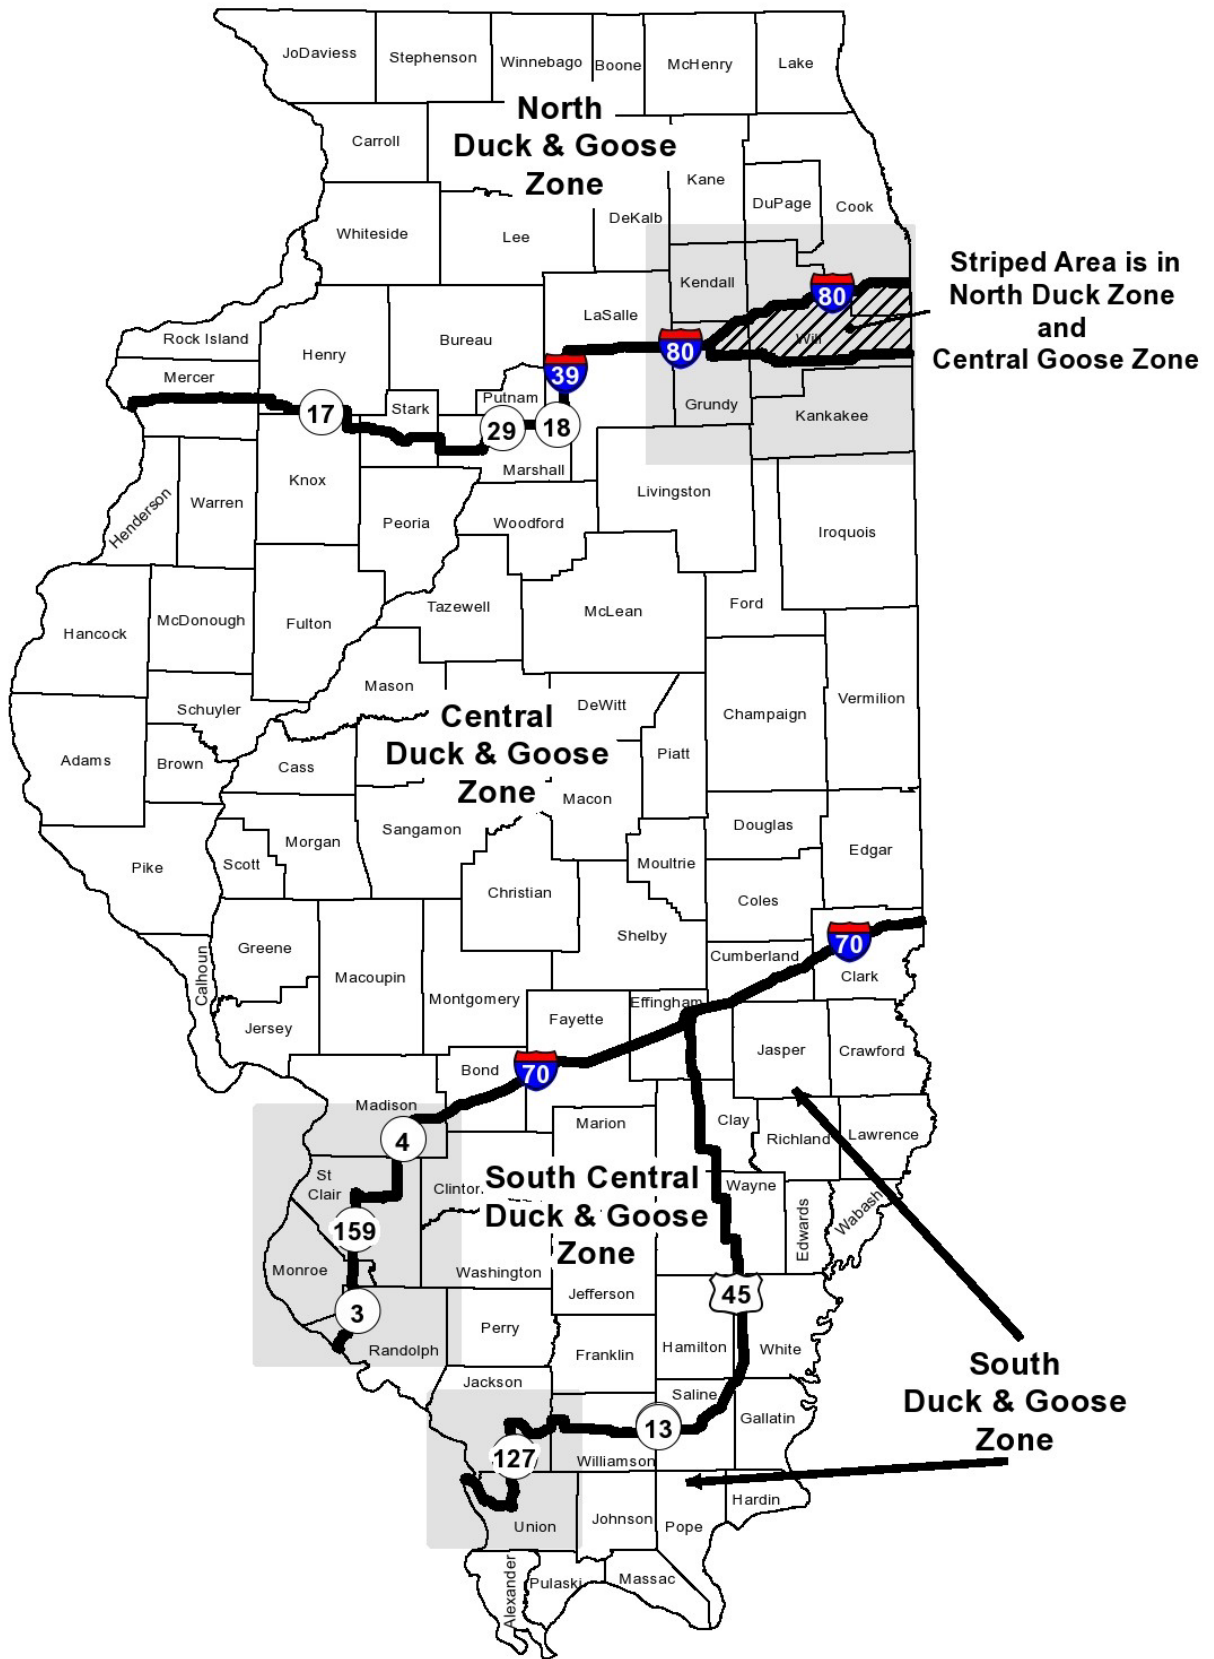 JoDaviess
Stephenson
Winnebago
Boone
McHenry
Lake
North
Duck & Goose
Zone
Carroll
Kane
DuPage
Cook
DeKalb
Whiteside
Lee
Striped Area is in
North Duck Zone
and
Central Goose Zone
Kendall
80
LaSalle
Rock Island
Henry
Bureau
80
Will
Mercer
39
Putnam
Stark
17
29
18
Grundy
Kankakee
Marshall
Knox
Livingston
Henderson
Warren
Peoria
Woodford
Iroquois
Tazewell
McLean
Ford
Hancock
McDonough
Fulton
Mason
DeWitt
Vermilion
Schuyler
Central
Duck & Goose
Zone
Champaign
Adams
Brown
Cass
Piatt
Macon
Sangamon
Douglas
Morgan
Edgar
Pike
Scott
Moultrie
Christian
Coles
Shelby
Greene
70
Cumberland
Calhoun
Macoupin
Clark
Montgomery
Effingham
Jersey
Fayette
Jasper
Crawford
Bond
70
Madison
Marion
Clay
4
Richland
Lawrence
St
Clair
Clinton
South Central
Duck & Goose
Zone
Wayne
Edwards
Wabash
159
Monroe
Washington
Jefferson
45
3
Perry
Randolph
Franklin
Hamilton
White
South
Duck & Goose
Zone
Jackson
Saline
Gallatin
13
127
Williamson
Hardin
Union
Johnson
Pope
Alexander
Pulaski
Massac